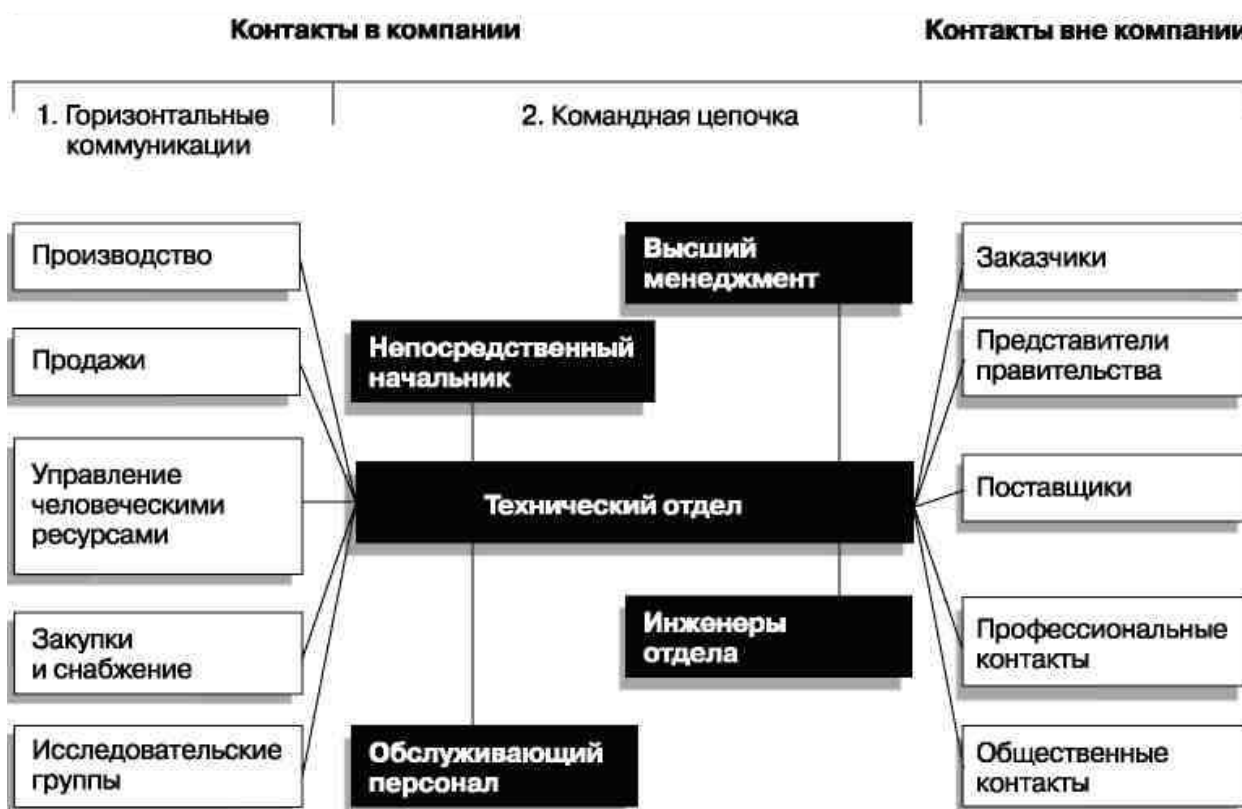 Контакты в компании
Контакты вне компании
1. Горизонтальные
коммуникации
2. Командная цепочка
Производство
Продажи
Управление
человеческими
ресурсами
Закупки
и снабжение
Исследовательские
группы
Высший
менеджмент
Непосредственный
начальник
Технический отдел
Инженеры
отдела
Обслуживающий
персонал
Заказчики
Представители
правительства
Поставщики
Профессиональные
контакты
Общественные
контакты